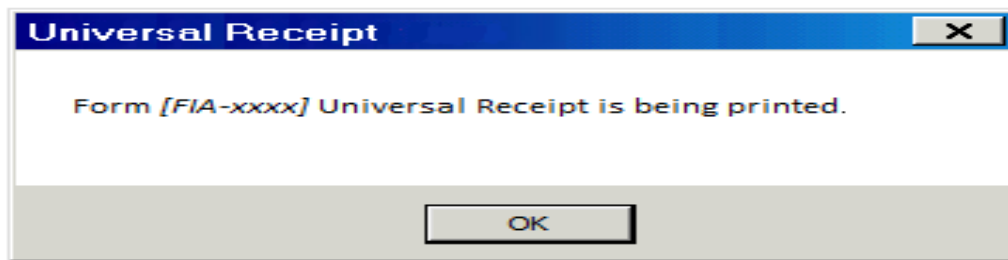 Universal Receipt
Form [FIA-xxxx] Universal Receipt is being printed.
OK